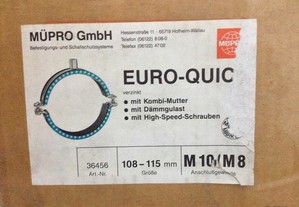 MÜPRO GmbH
Befestigungs- und Schallschutzsysteme
Hessenstraße 11 · 65719 Hofheim-Wallau
Telefon (06122) 808-0
Telefax (06122) 4702
MÜPRO
EURO-QUIC
verzinkt
• mit Kombi-Mutter
• mit Dämmgulast
• mit High-Speed-Schrauben
36456
Art.-Nr.
108-115 mm
Größe
M 10/M 8
Anschlußgewinde